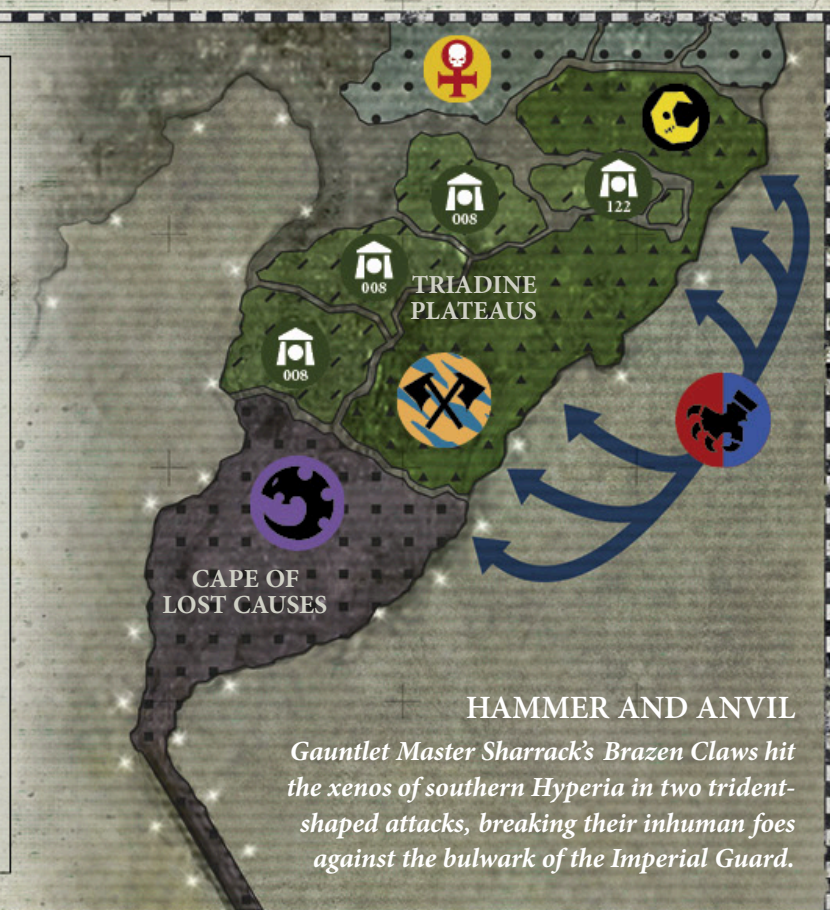 122
008
008
TRIADINE
PLATEAUS
008
CAPE OF
LOST CAUSES
HAMMER AND ANVIL
Gauntlet Master Sharrack's Brazen Claws hit
the xenos of southern Hyperia in two trident-
shaped attacks, breaking their inhuman foes
against the bulwark of the Imperial Guard.